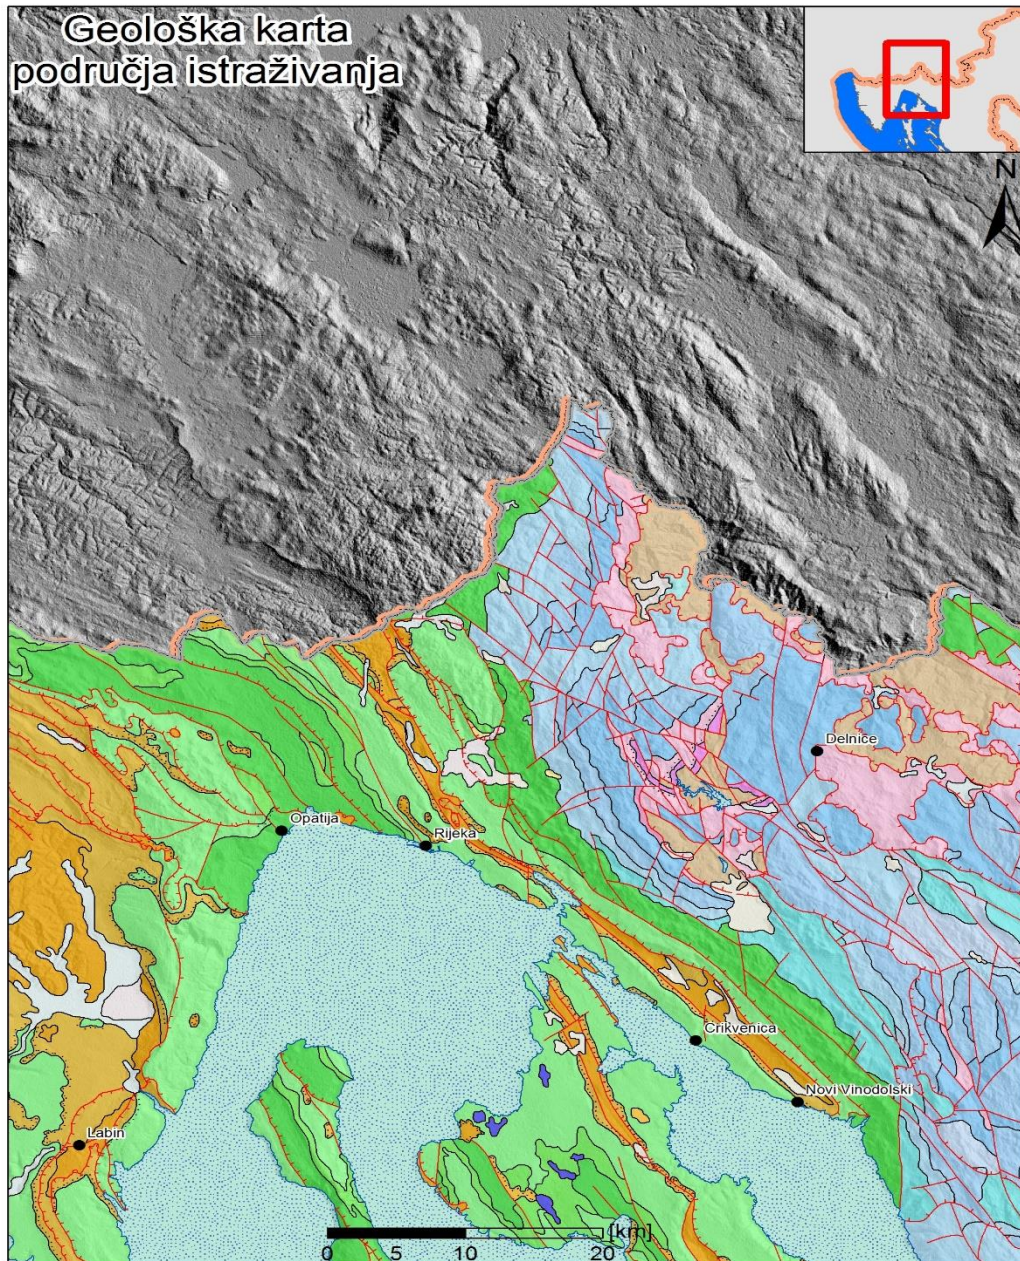 Geološka karta
područja istraživanja
N
Delnice
Opatija
Rijeka
Crikvenica
Novi Vinodolski
Labin
[km]
0 5 10 20